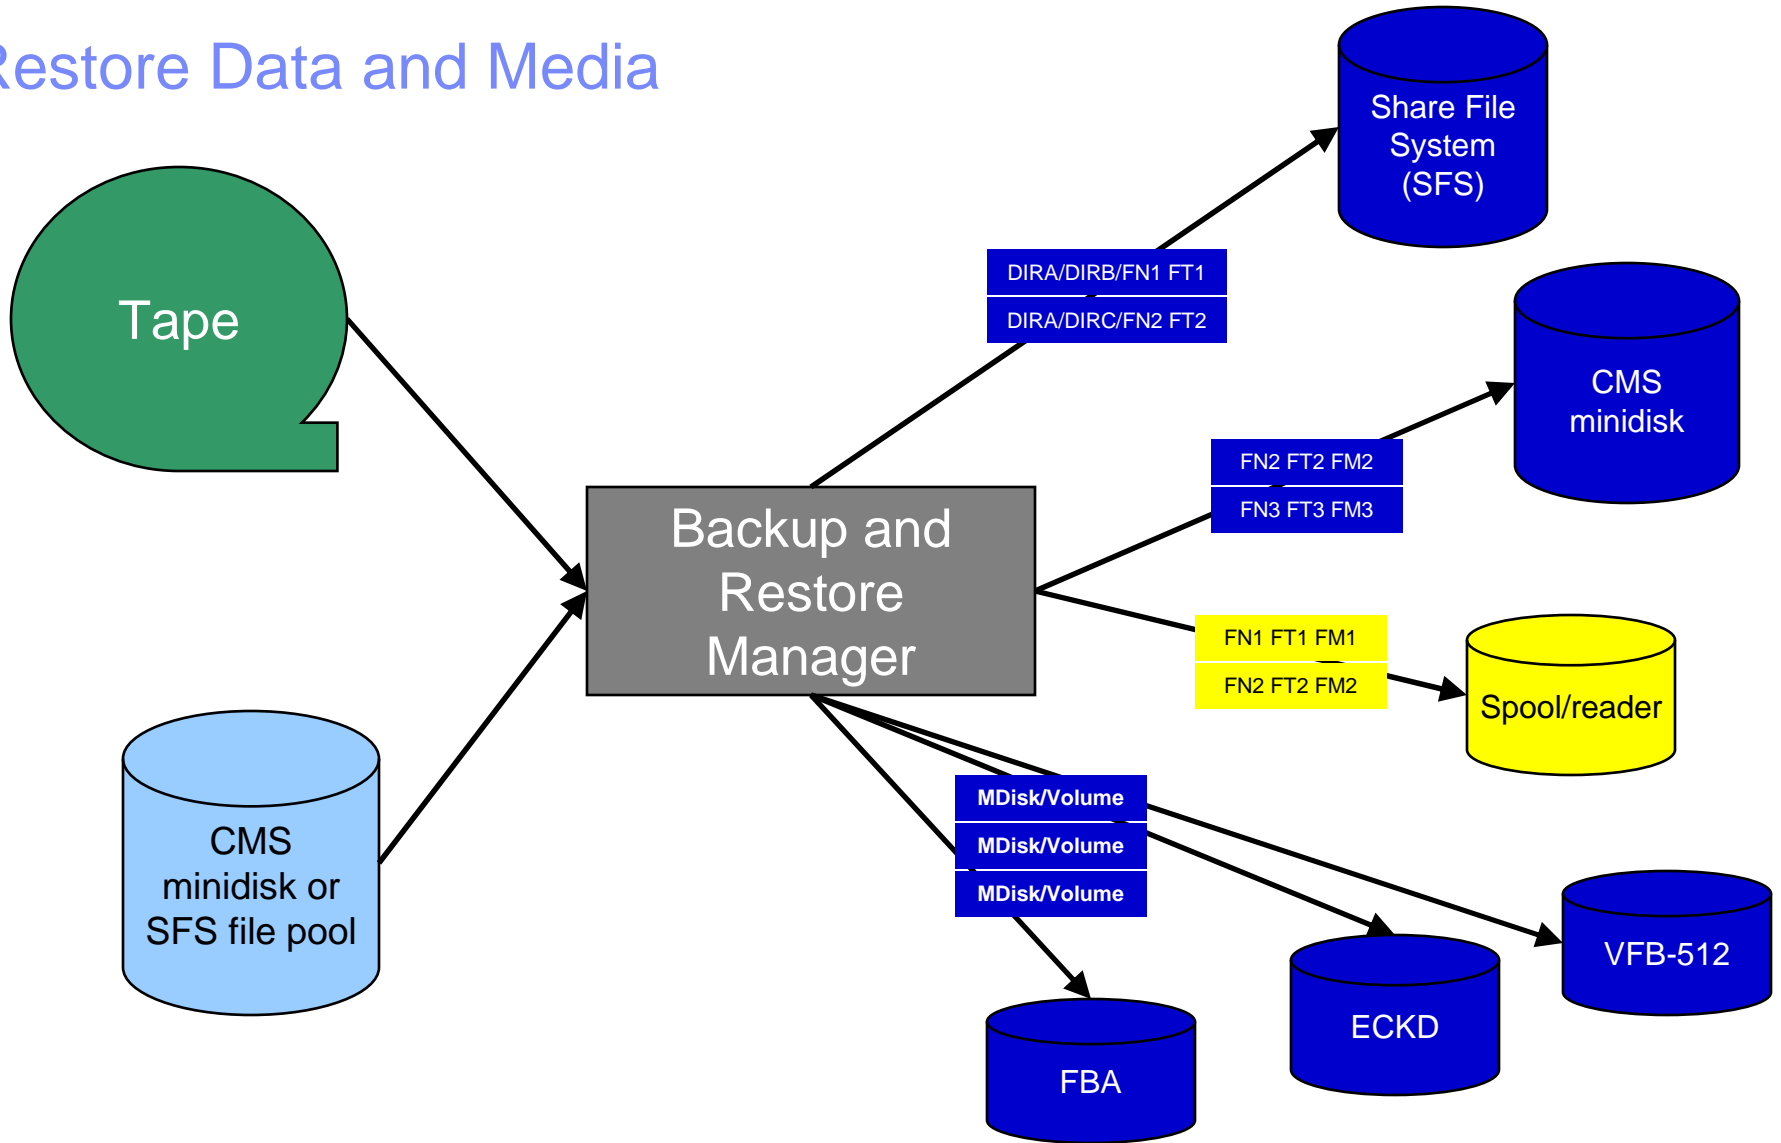 Restore Data and Media
Share File
System
(SFS)
Tape
DIRA/DIRB/FN1 FT1
DIRA/DIRC/FN2 FT2
CMS
minidisk
FN2 FT2 FM2
FN3 FT3 FM3
Backup and
Restore
Manager
FN1 FT1 FM1
FN2 FT2 FM2
Spool/reader
CMS
minidisk or
SFS file pool
MDisk/Volume
MDisk/Volume
MDisk/Volume
VFB-512
ECKD
FBA